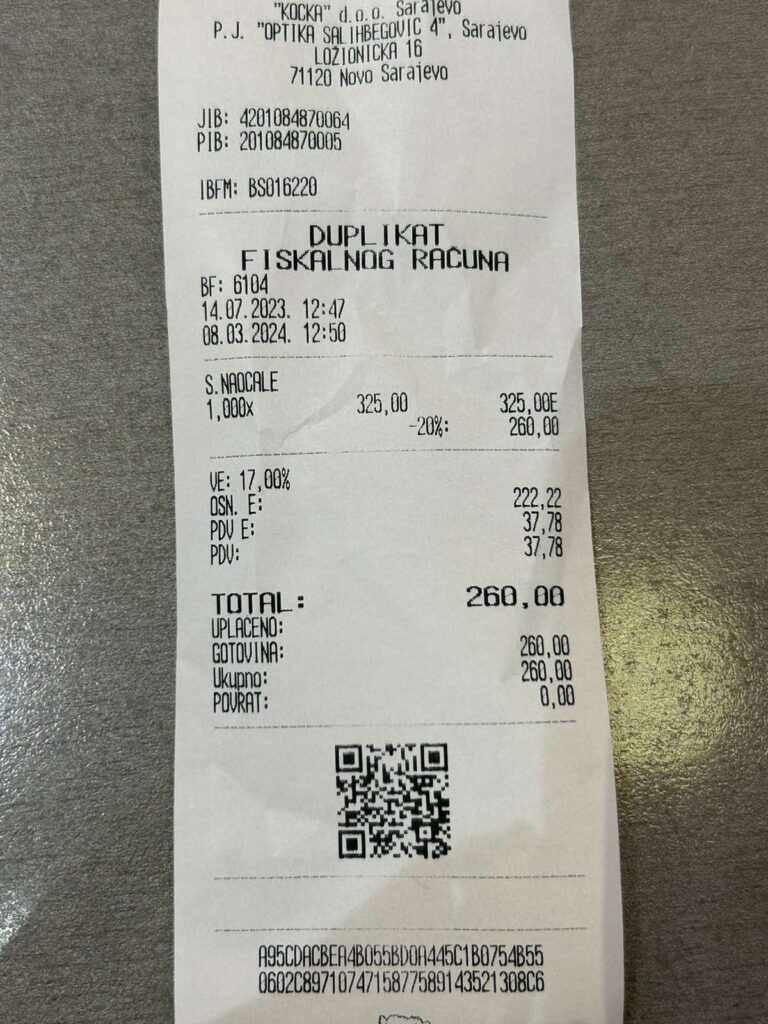 "KOCKA" d.o.o. Sarajevo
P.J. "OPTIKA SALIHBEGOVIC 4", Sarajevo
LOŽIONICKA 16
71120 Novo Sarajevo
JIB: 4201084870064
PIB: 201084870005
IBFM: BS016220
DUPLIKAT
FISKALNOG RAČUNA
BF: 6104
14.07.2023. 12:47
08.03.2024. 12:50
S.NAOCALE
1,000x 325,00 325,00E
-20%: 260,00
VE: 17,00%
OSN. E: 222,22
PDV E: 37,78
PDV: 37,78
TOTAL: 260,00
UPLACENO:
GOTOVINA: 260,00
Ukupno: 260,00
POVRAT: 0,00
A95CDACBEA4B055BD0A445C1B0754B55
0602C8971074715877589143521308C6